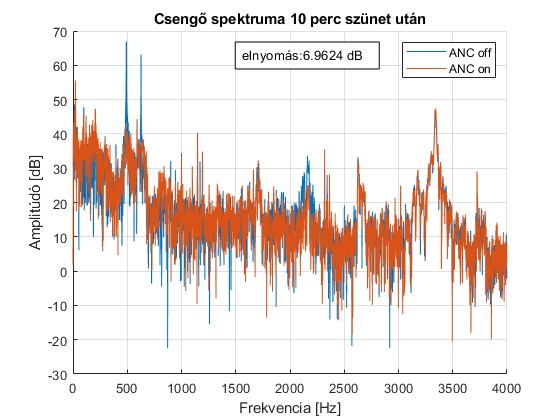 Csengő spektruma 10 perc szünet után
elnyomás:6.9624 dB
ANC off
ANC on
Amplitúdó [dB]
70
60
50
40
30
20
10
0
-10
-20
-30
0 500 1000 1500 2000 2500 3000 3500 4000
Frekvencia [Hz]